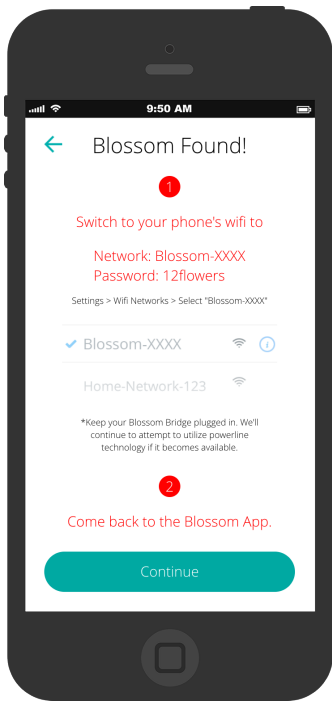 9:50 AM
Blossom Found!
1
Switch to your phone's wifi to
Network: Blossom-XXXX
Password: 12flowers
Settings > Wifi Networks > Select "Blossom-XXXX"
Blossom-XXXX
i
Home-Network-123
*Keep your Blossom Bridge plugged in. We'll
continue to attempt to utilize powerline
technology if it becomes available.
2
Come back to the Blossom App.
Continue